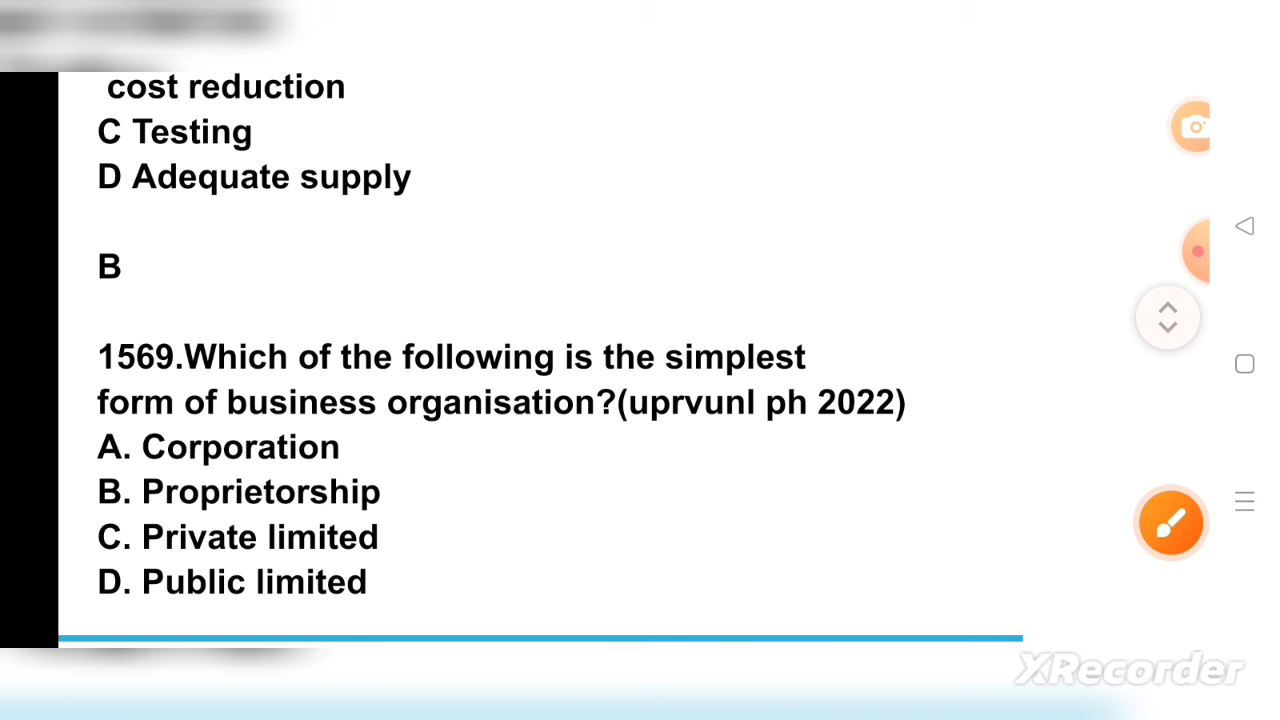 cost reduction
C Testing
D Adequate supply
B
1569.Which of the following is the simplest
form of business organisation?(uprvunl ph 2022)
A. Corporation
B. Proprietorship
C. Private limited
D. Public limited
XRecorder